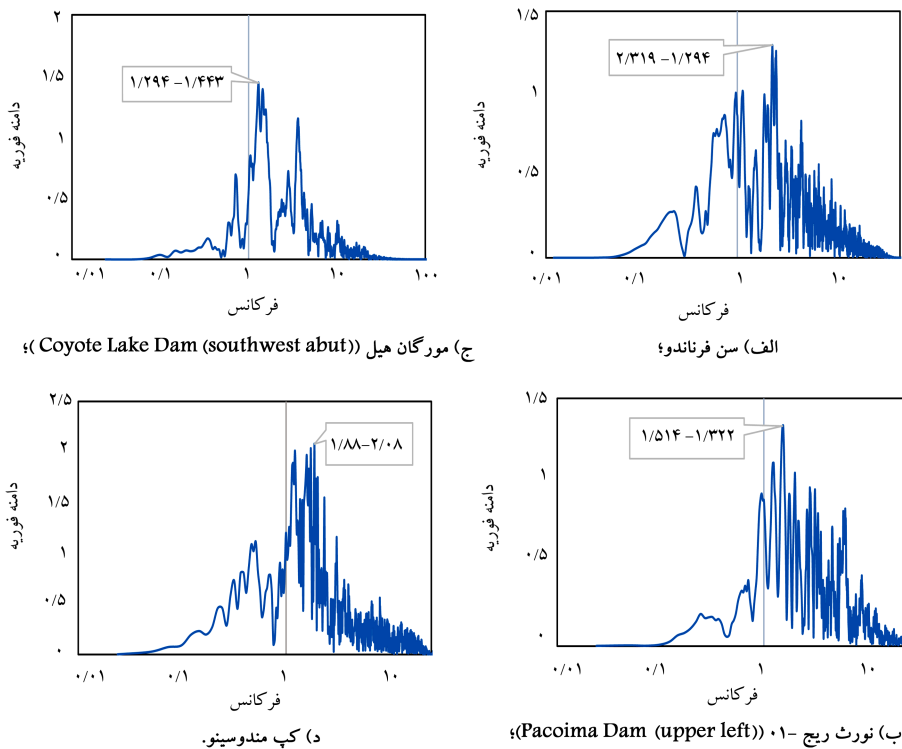 ۱/۵
۱
۰/۵
۰
دامنه فوریه
۲/۳۱۹ –۱/۲۹۴
۰/۰۱ ۰/۱ ۱ ۱۰
فرکانس
الف) سن فرناندو؛
۲
۱/۵
۱
۰/۵
۰
دامنه فوریه
۱/۲۹۴ –۱/۴۴۳
۰/۰۱ ۰/۱ ۱ ۱۰ ۱۰۰
فرکانس
ج) مورگان هیل ((Coyote Lake Dam (southwest abut )؛
۱/۵
۱
۰/۵
۰
دامنه فوریه
۱/۵۱۴ –۱/۳۲۲
۰/۰۱ ۰/۱ ۱ ۱۰
فرکانس
ب) نورث ریج –۰۱ ((Pacoima Dam (upper left)؛
۲/۵
۲
۱/۵
۱
۰/۵
۰
دامنه فوریه
۱/۸۸–۲/۰۸
۰/۰۱ ۰/۱ ۱ ۱۰
فرکانس
د) کپ مندوسینو.